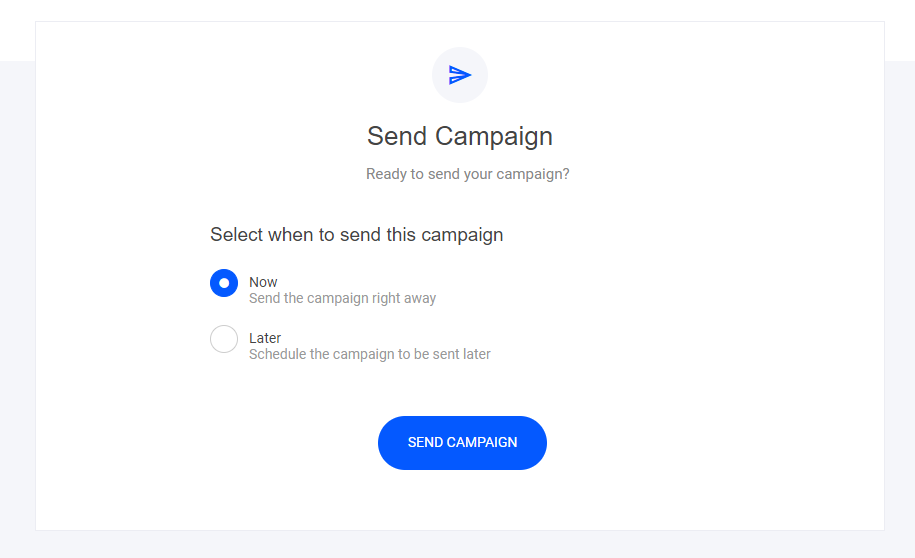 Send Campaign
Ready to send your campaign?
Select when to send this campaign
Now
Send the campaign right away
Later
Schedule the campaign to be sent later
SEND CAMPAIGN